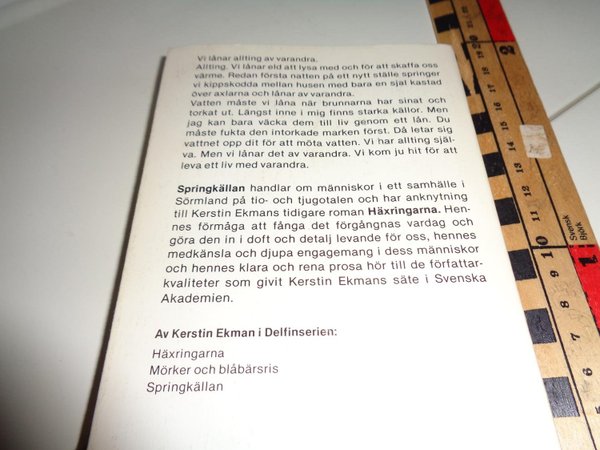 Vi lånar allting av varandra.
Allting. Vi lånar eld att lysa med och för att skaffa oss
värme. Redan första natten på ett nytt ställe springer
vi kippskodda mellan husen med bara en sjal kastad
över axlarna och lånar av varandra.
Vatten måste vi låna när brunnarna har sinat och
torkat ut. Längst inne i mig finns starka källor. Men
jag kan bara väcka dem till liv genom ett lån. Du
måste fukta den intorkade marken först. Då letar sig
vattnet opp dit för att möta vatten. Vi har allting själ-
va. Men vi lånar det av varandra. Vi kom ju hit för att
leva ett liv med varandra.
Springkällan handlar om människor i ett samhälle i
Sörmland på tio- och tjugotalen och har anknytning
till Kerstin Ekmans tidigare roman Häxringarna. Hen-
nes förmåga att fånga det förgångnas vardag och
göra den in i doft och detalj levande för oss, hennes
medkänsla och djupa engagemang i dess människor
och hennes klara och rena prosa hör till de författar-
kvaliteter som givit Kerstin Ekmans säte i Svenska
Akademien.
Av Kerstin Ekman i Delfinserien:
Häxringarna
Mörker och blåbärsris
Springkällan
2
20
10
1
Svensk
Björk